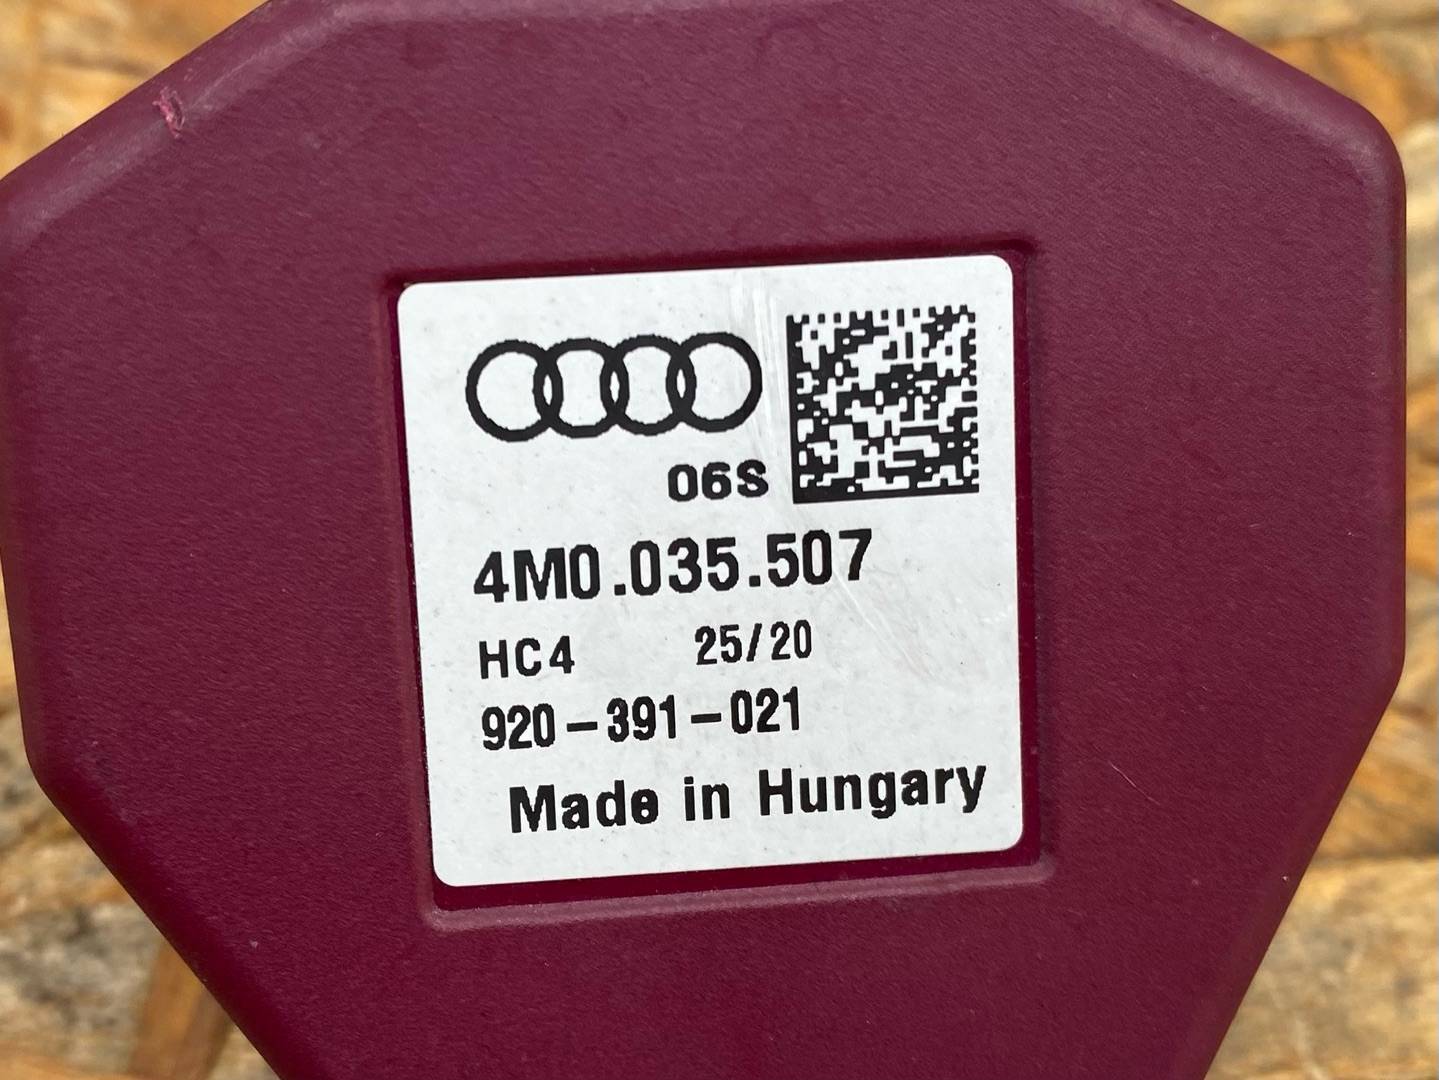 06S
4M0.035.507
HC4 25/20
920-391-021
Made in Hungary